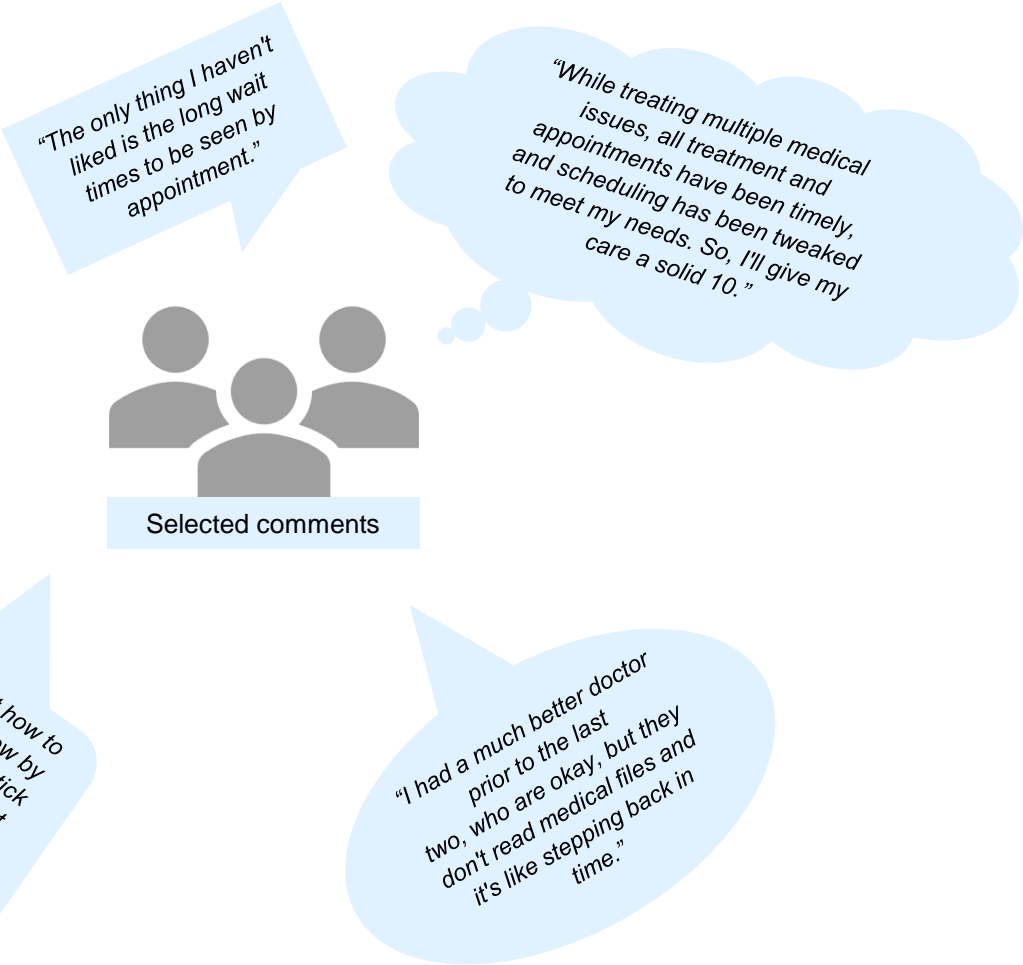 “The only thing I haven't
liked is the long wait
times to be seen by
appointment.”
“While treating multiple medical
issues, all treatment and
appointments have been timely,
and scheduling has been tweaked
to meet my needs. So, I'll give my
care a solid 10.”
Selected comments
how to
by
“I had a much better doctor
prior to the last
two, who are okay, but they
don't read medical files and
it's like stepping back in
time.”